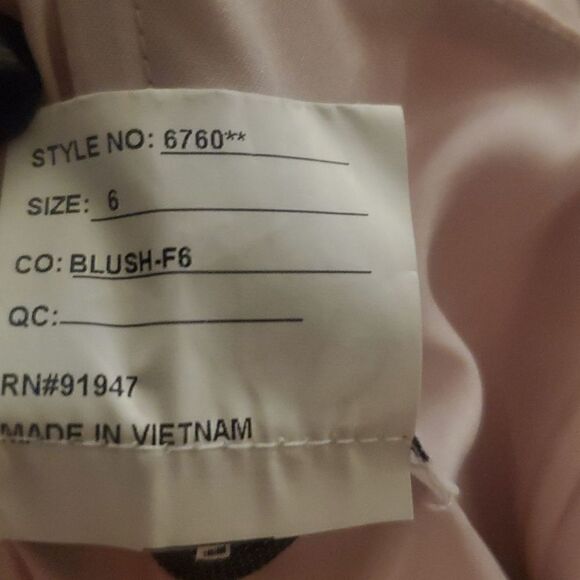 STYLE NO: 6760**
SIZE: 6
CO: BLUSH-F6
QC:
RN#91947
MADE IN VIETNAM